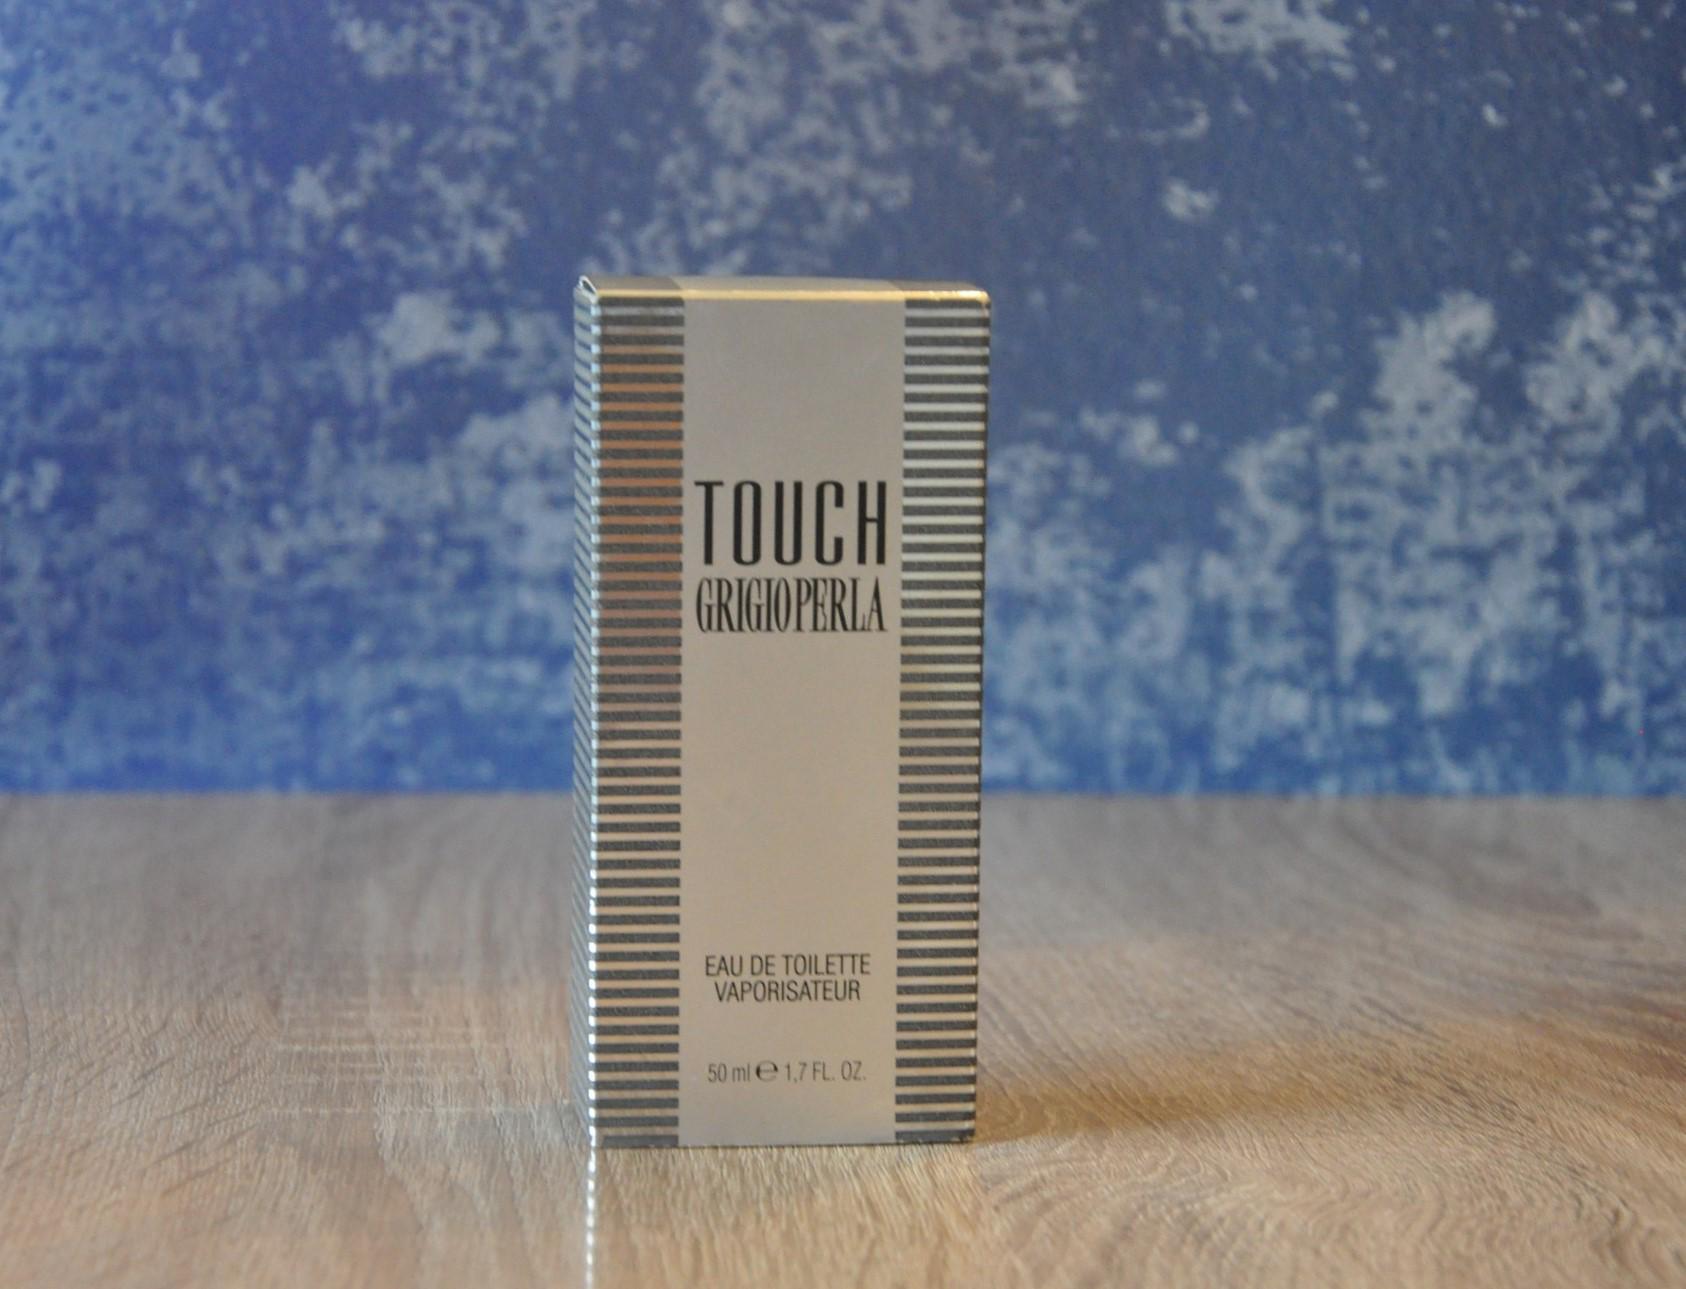 TOUCH
GRIGIOPERLA
EAU DE TOILETTE
VAPORISATEUR
50 ml ℮ 1,7 FL. OZ.